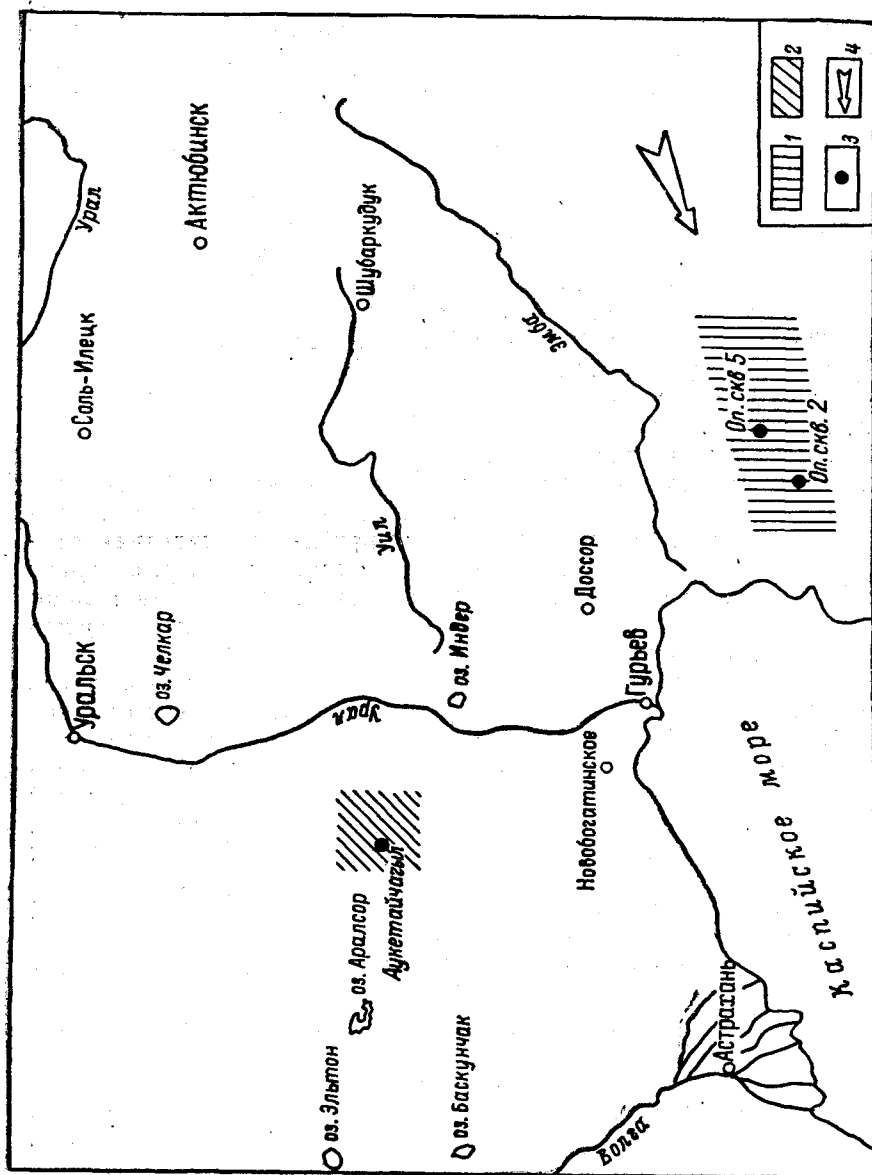 Урал
Соль-Илецк
Актюбинск
Уральск
оз. Челкар
Шубаркудук
Уил
Эмба
оз. Индер
Урал
Доссор
Гурьев
Новобогатинское
оз. Аралсор
Аукетайчагыл
оз. Эльтон
оз. Баскунчак
Волга
Астрахань
Каспийское море
Оп. скв 5
Оп. скв. 2
1
2
3
4